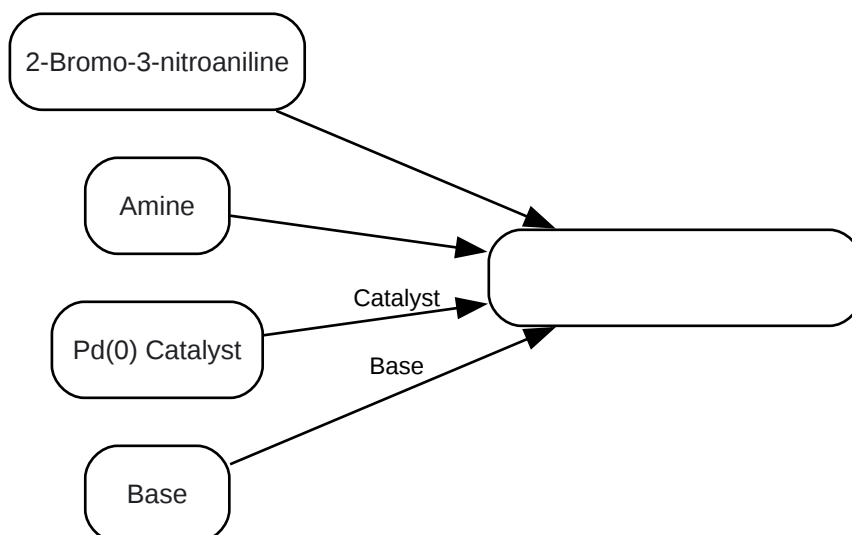 2-Bromo-3-nitroaniline
Amine
Catalyst
Pd(0) Catalyst
Base
Base